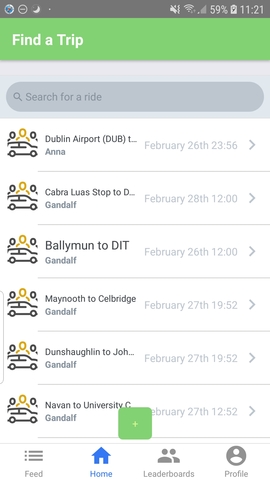 59% 11:21
Find a Trip
Search for a ride
Dublin Airport (DUB) t...
Anna
February 26th 23:56
Cabra Luas Stop to D...
Gandalf
February 28th 12:00
Ballymun to DIT
Gandalf
February 26th 12:00
Maynooth to Celbridge
Gandalf
February 27th 19:52
Dunshaughlin to Joh...
Gandalf
February 27th 19:52
Navan to University C...
Gandalf
February 27th 12:52
+
Feed Home Leaderboards Profile